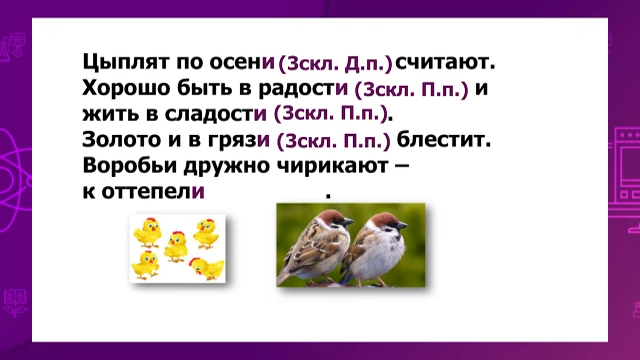 Цыплят по осени (3скл. Д.п.) считают.
Хорошо быть в радости (3скл. П.п.) и
жить в сладости (3скл. П.п.).
Золото и в грязи (3скл. П.п.) блестит.
Воробьи дружно чирикают –
к оттепели .